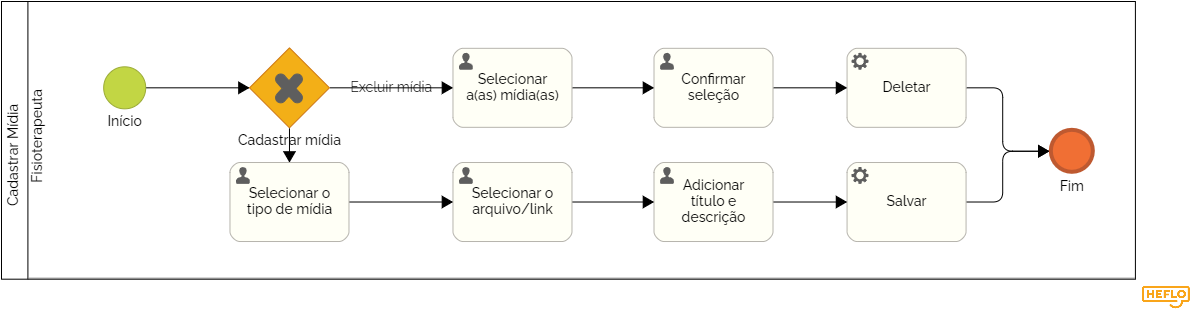 Cadastrar Mídia
Fisioterapeuta
Início
Excluir mídia
Cadastrar mídia
Selecionar
a(as) mídia(as)
Confirmar
seleção
Deletar
Selecionar o
tipo de mídia
Selecionar o
arquivo/link
Adicionar
título e
descrição
Salvar
Fim
HEFLO